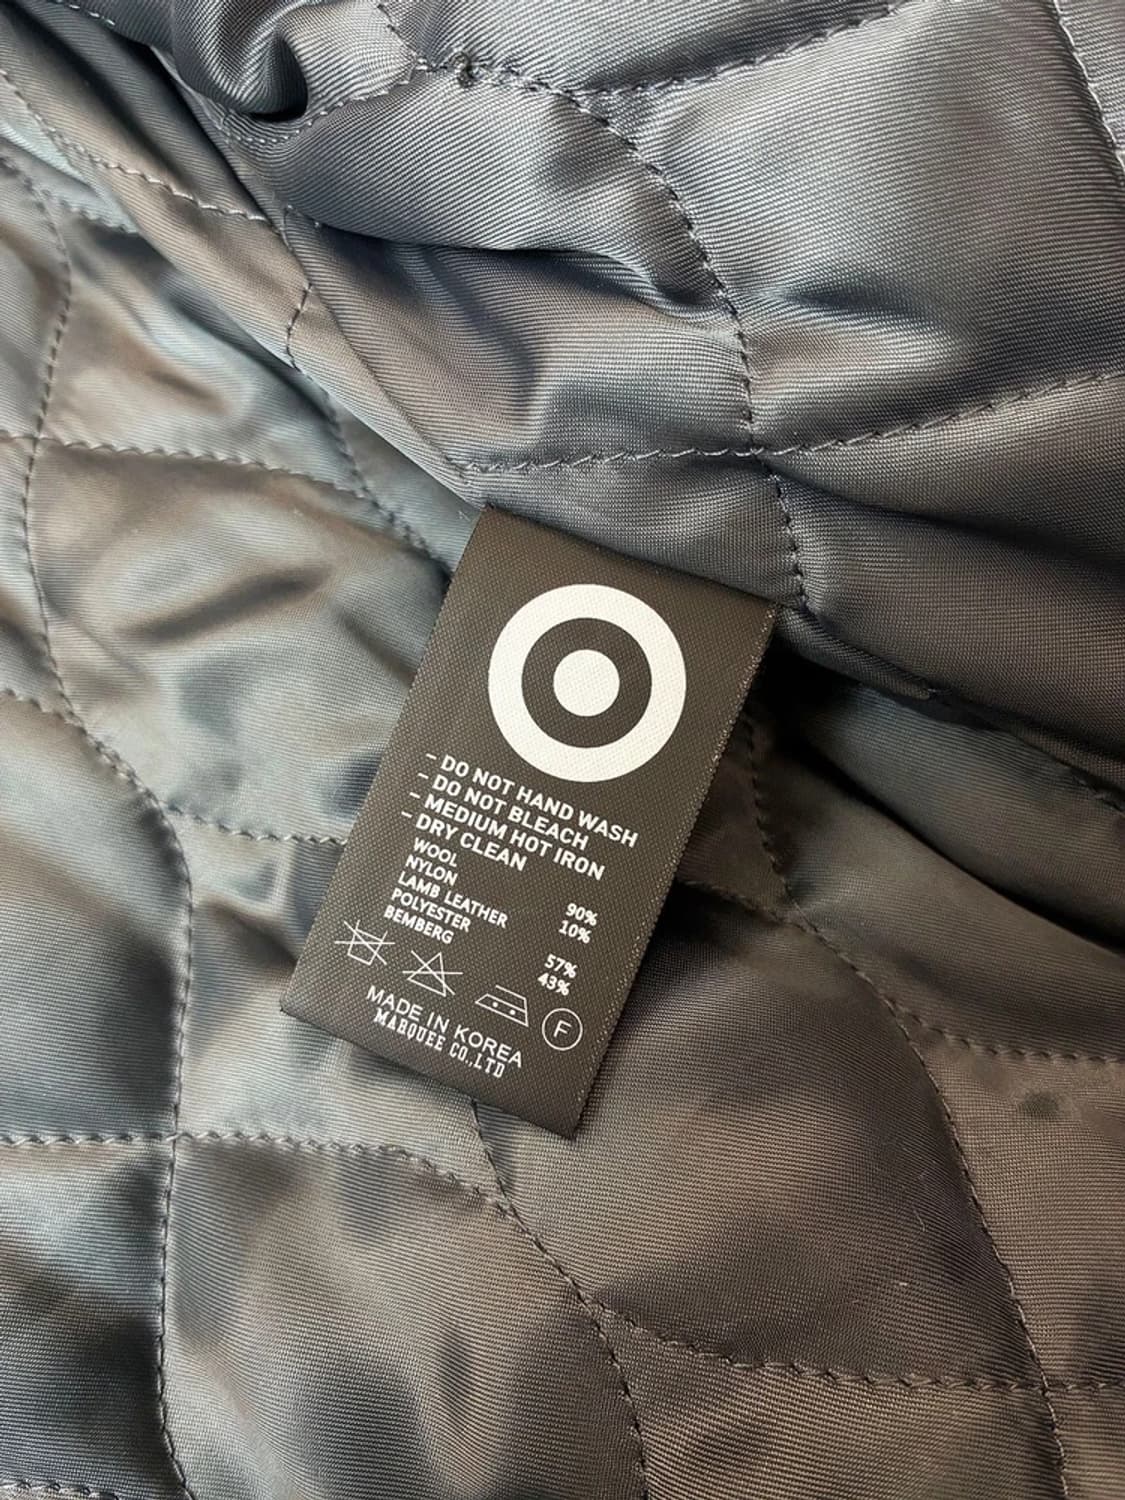 - DO NOT HAND WASH
- DO NOT BLEACH
- MEDIUM HOT IRON
- DRY CLEAN
WOOL 90%
NYLON 10%
LAMB LEATHER
POLYESTER 57%
BEMBERG 43%
F
MADE IN KOREA
MARQUEE CO.,LTD